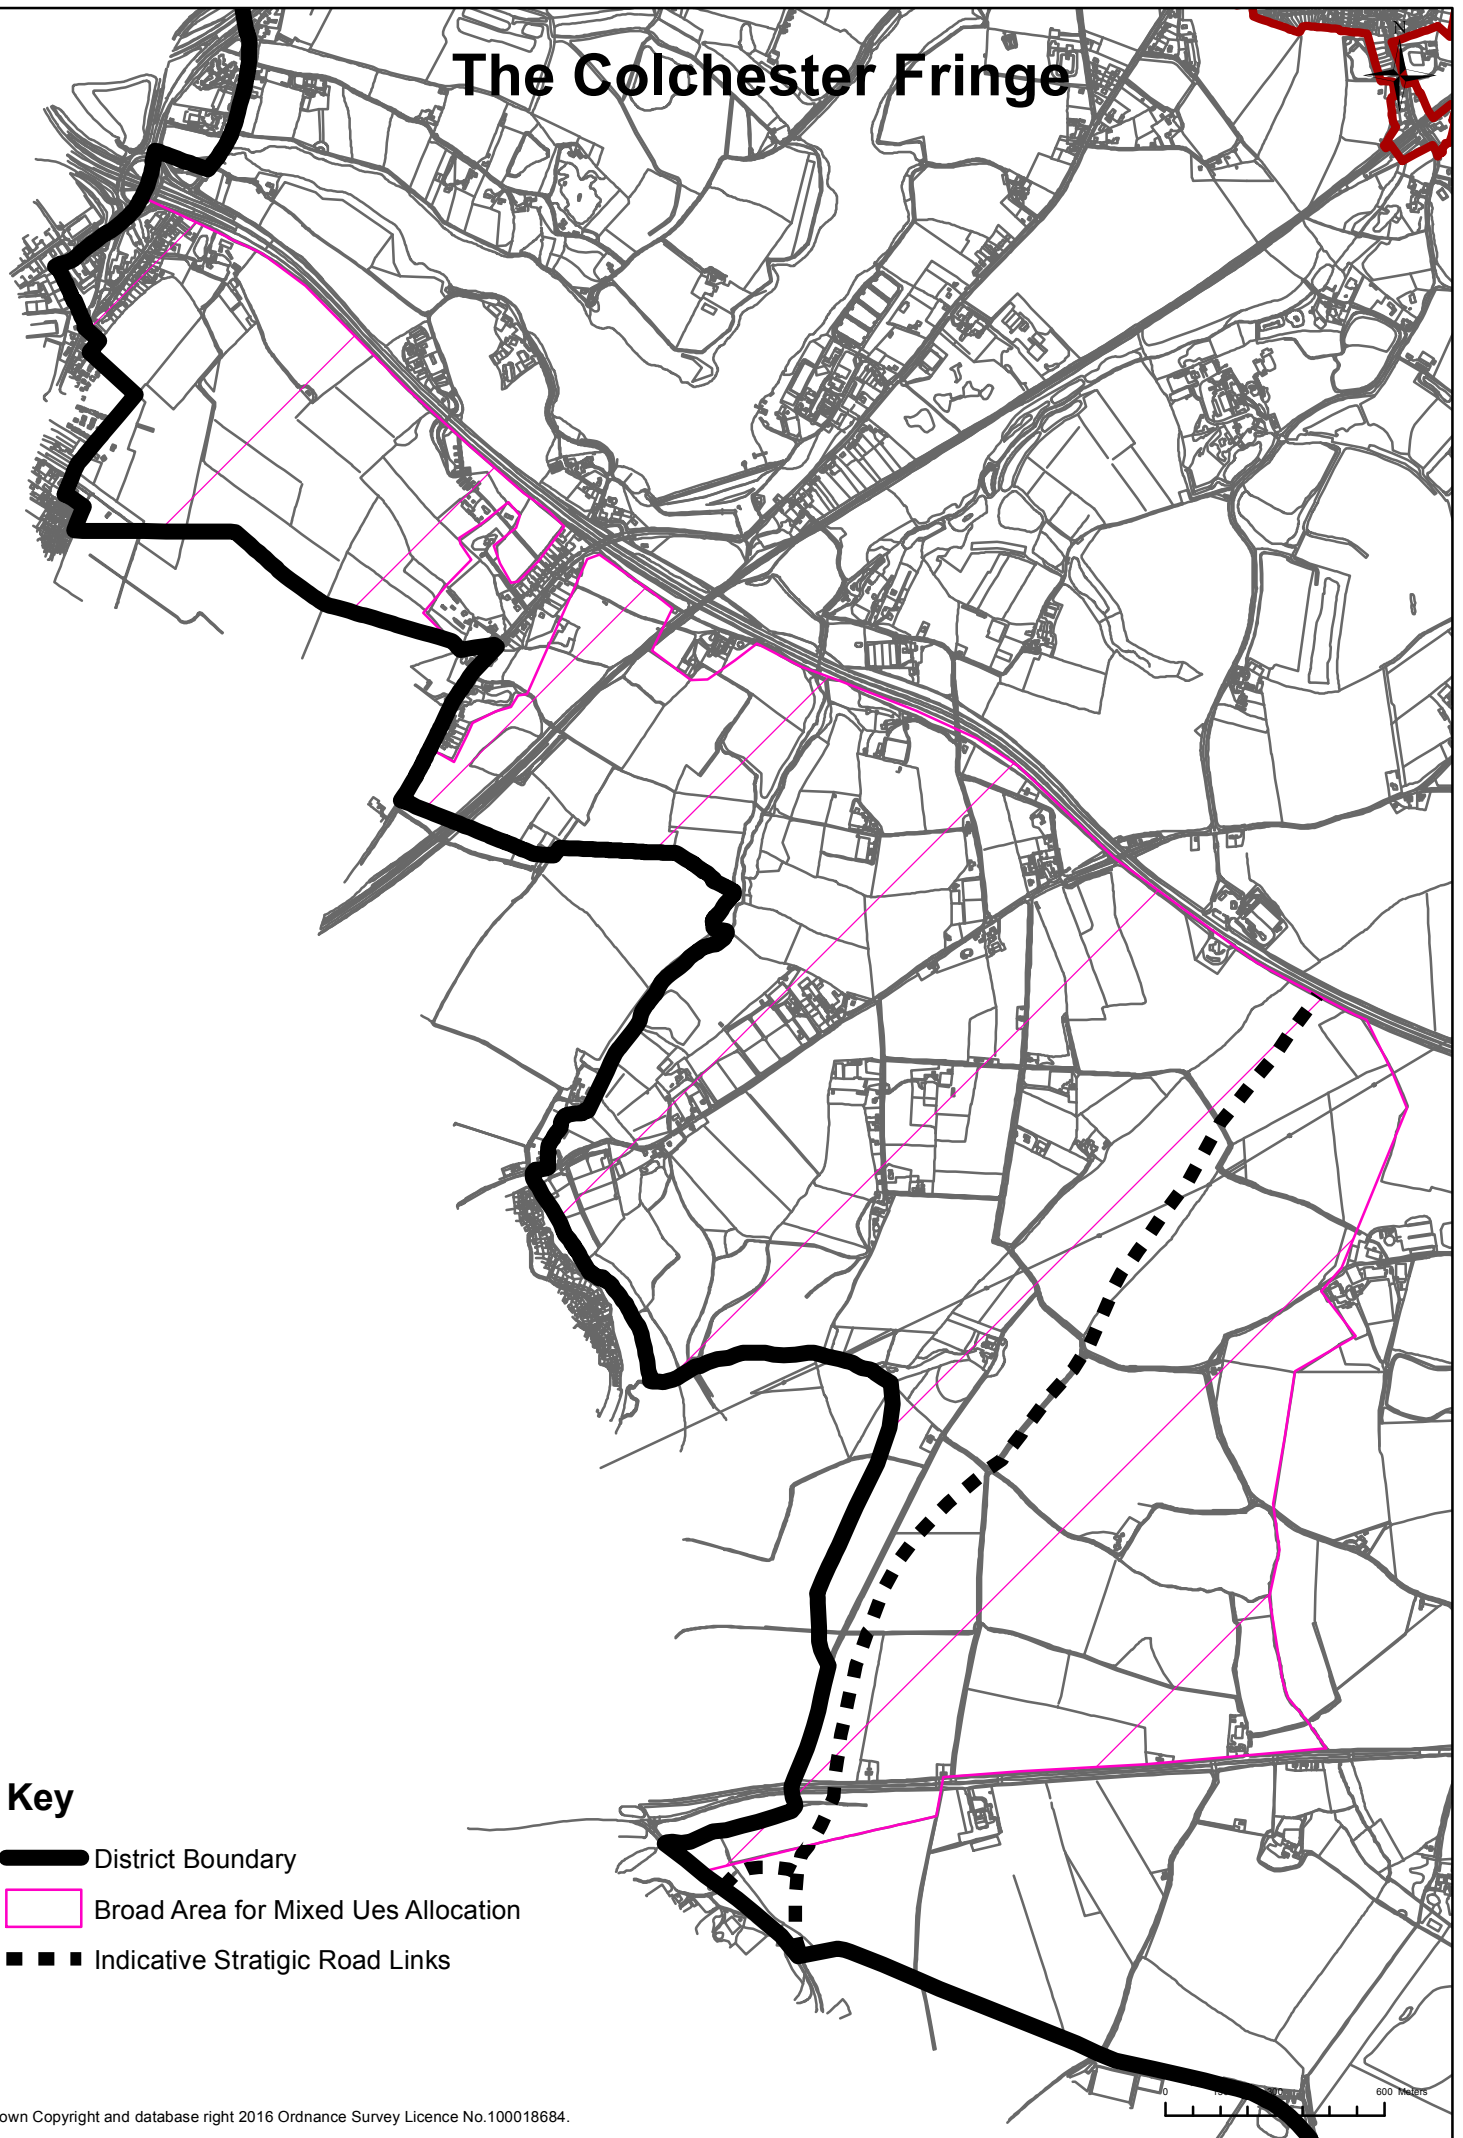 The Colchester Fringe
N
Key
District Boundary
Broad Area for Mixed Ues Allocation
Indicative Stratigic Road Links
0 600 Meters
own Copyright and database right 2016 Ordnance Survey Licence No.100018684.